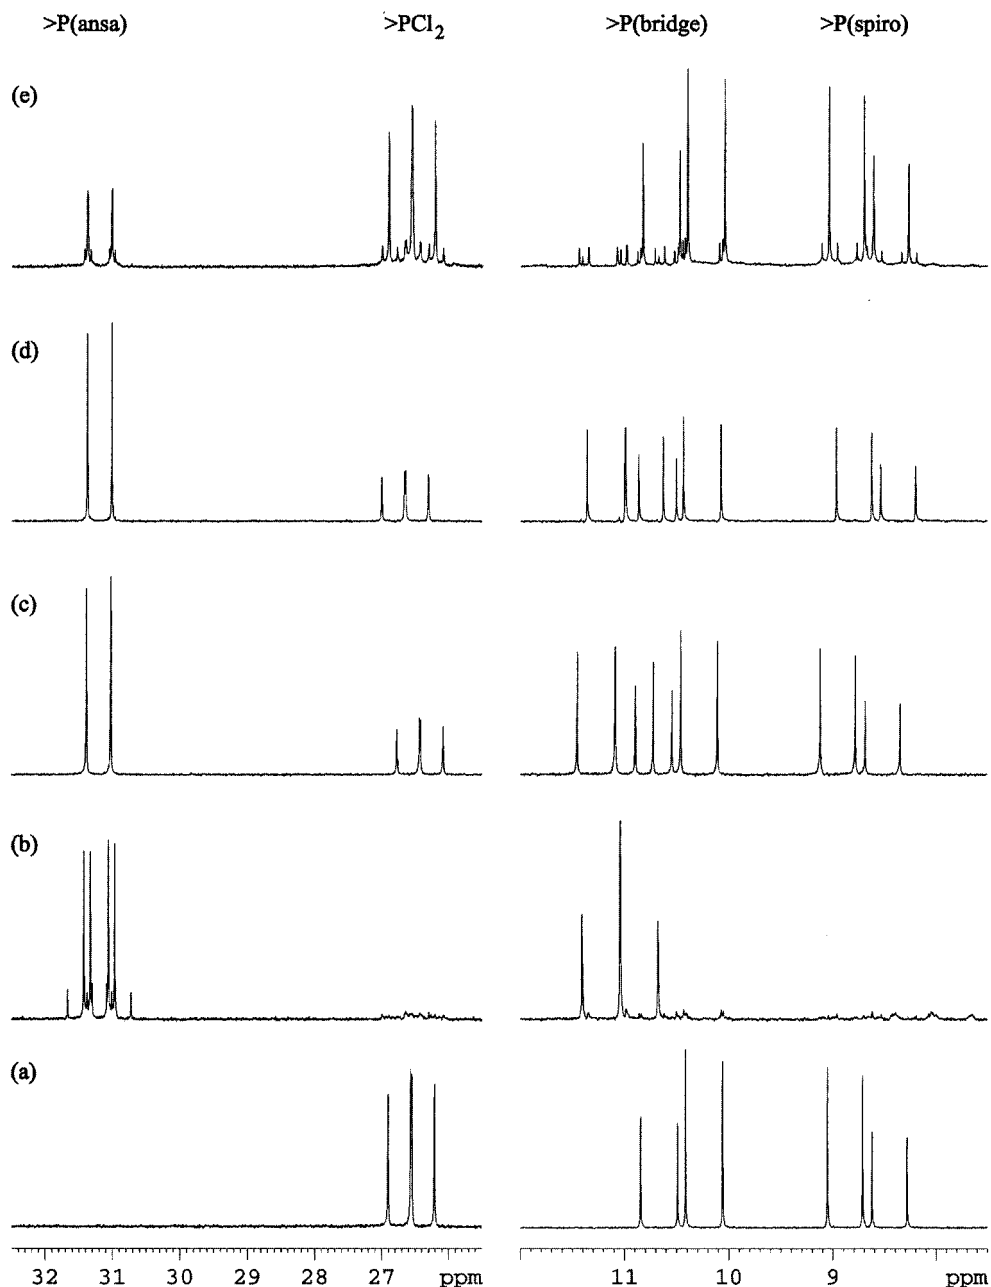 >P(ansa) >PCl2 >P(bridge) >P(spiro)
(e)
(d)
(c)
(b)
(a)
32 31 30 29 28 27 ppm 11 10 9 ppm